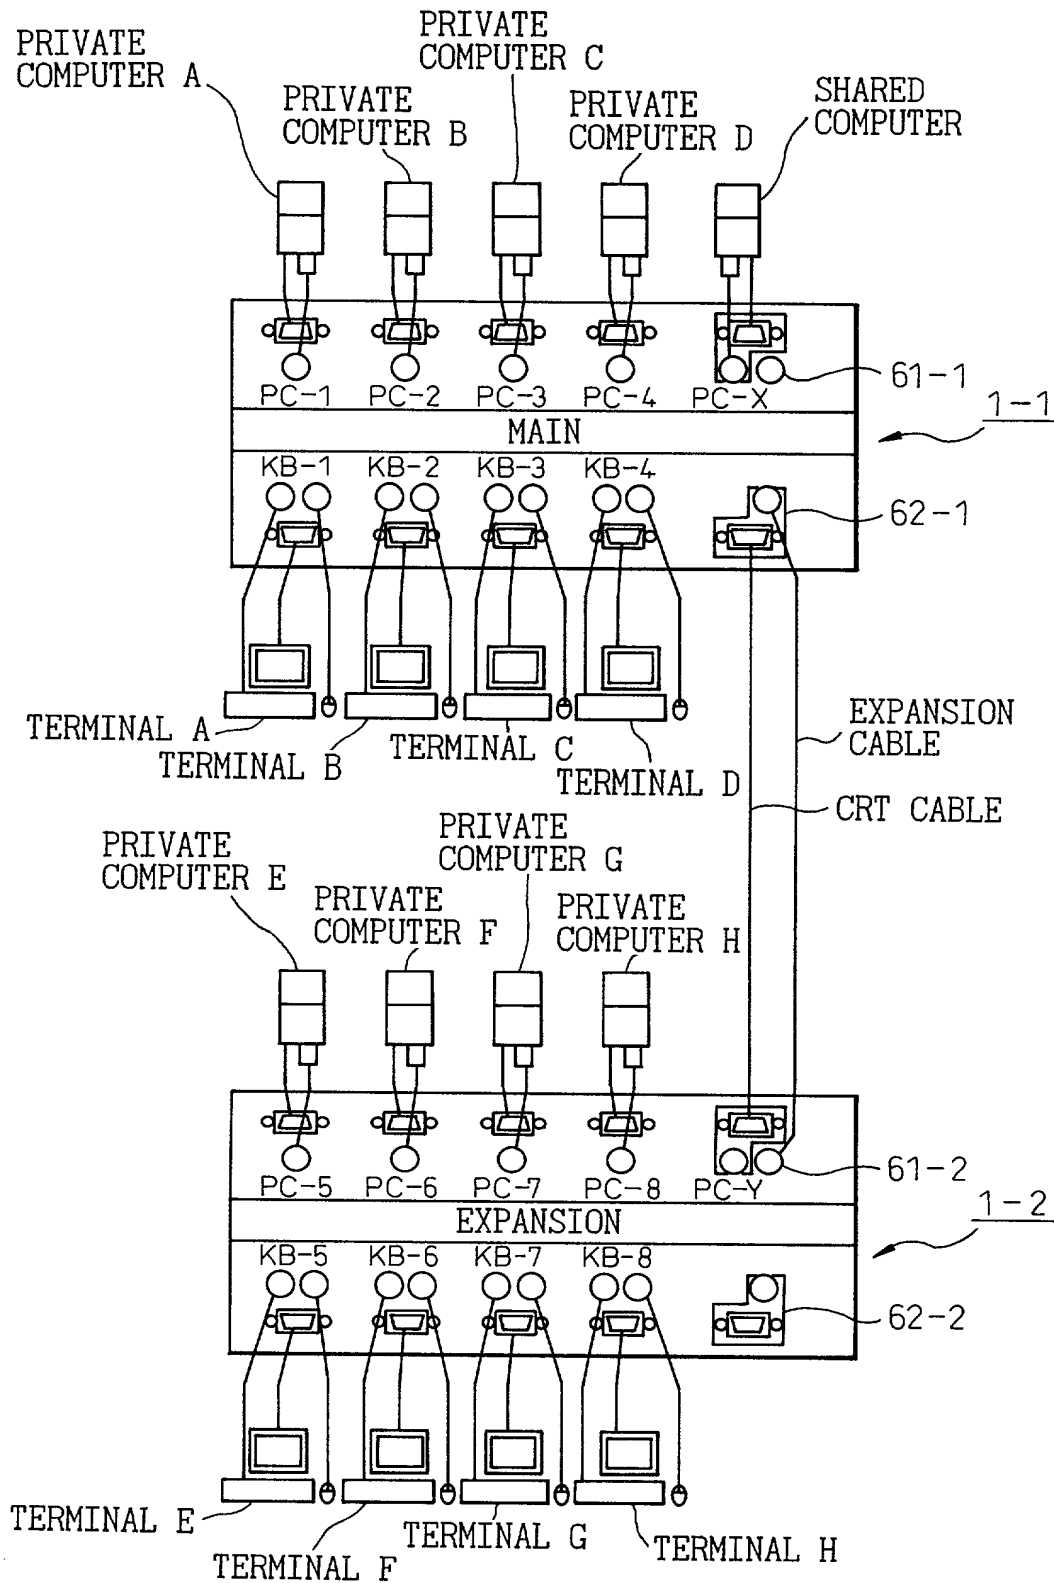 PRIVATE
COMPUTER A
PRIVATE
COMPUTER B
PRIVATE
COMPUTER C
PRIVATE
COMPUTER D
SHARED
COMPUTER
PC-1 PC-2 PC-3 PC-4 PC-X
61-1
MAIN
1-1
KB-1 KB-2 KB-3 KB-4
62-1
TERMINAL A
TERMINAL B
TERMINAL C
TERMINAL D
EXPANSION
CABLE
CRT CABLE
PRIVATE
COMPUTER E
PRIVATE
COMPUTER F
PRIVATE
COMPUTER G
PRIVATE
COMPUTER H
PC-5 PC-6 PC-7 PC-8 PC-Y
61-2
EXPANSION
1-2
KB-5 KB-6 KB-7 KB-8
62-2
TERMINAL E
TERMINAL F
TERMINAL G
TERMINAL H